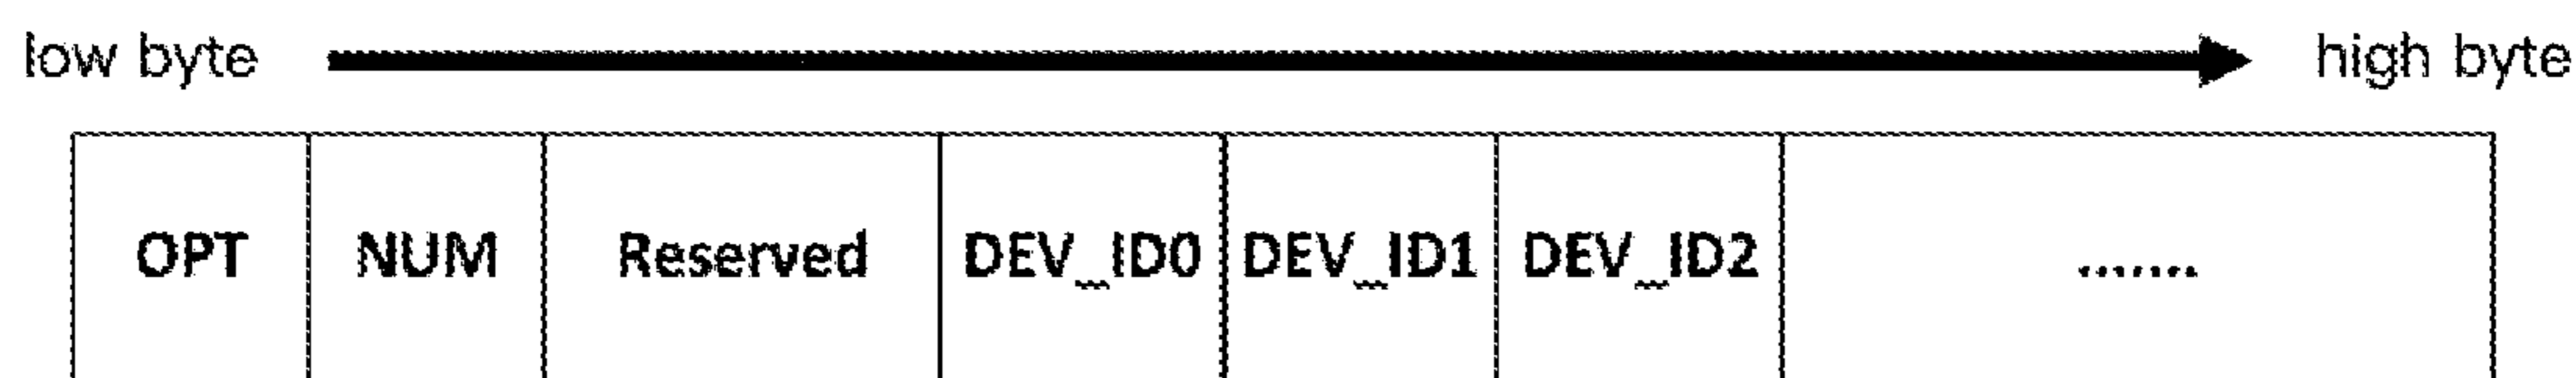 low byte high byte
OPT NUM Reserved DEV_ID0 DEV_ID1 DEV_ID2 .......